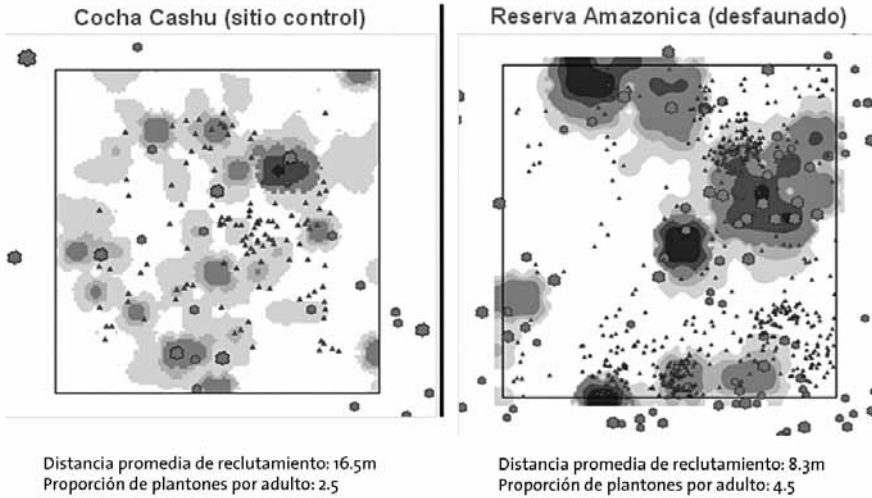 Cocha Cashu (sitio control)
Reserva Amazonica (desfaunado)
Distancia promedia de reclutamiento: 16.5m
Proporción de plantones por adulto: 2.5
Distancia promedia de reclutamiento: 8.3m
Proporción de plantones por adulto: 4.5